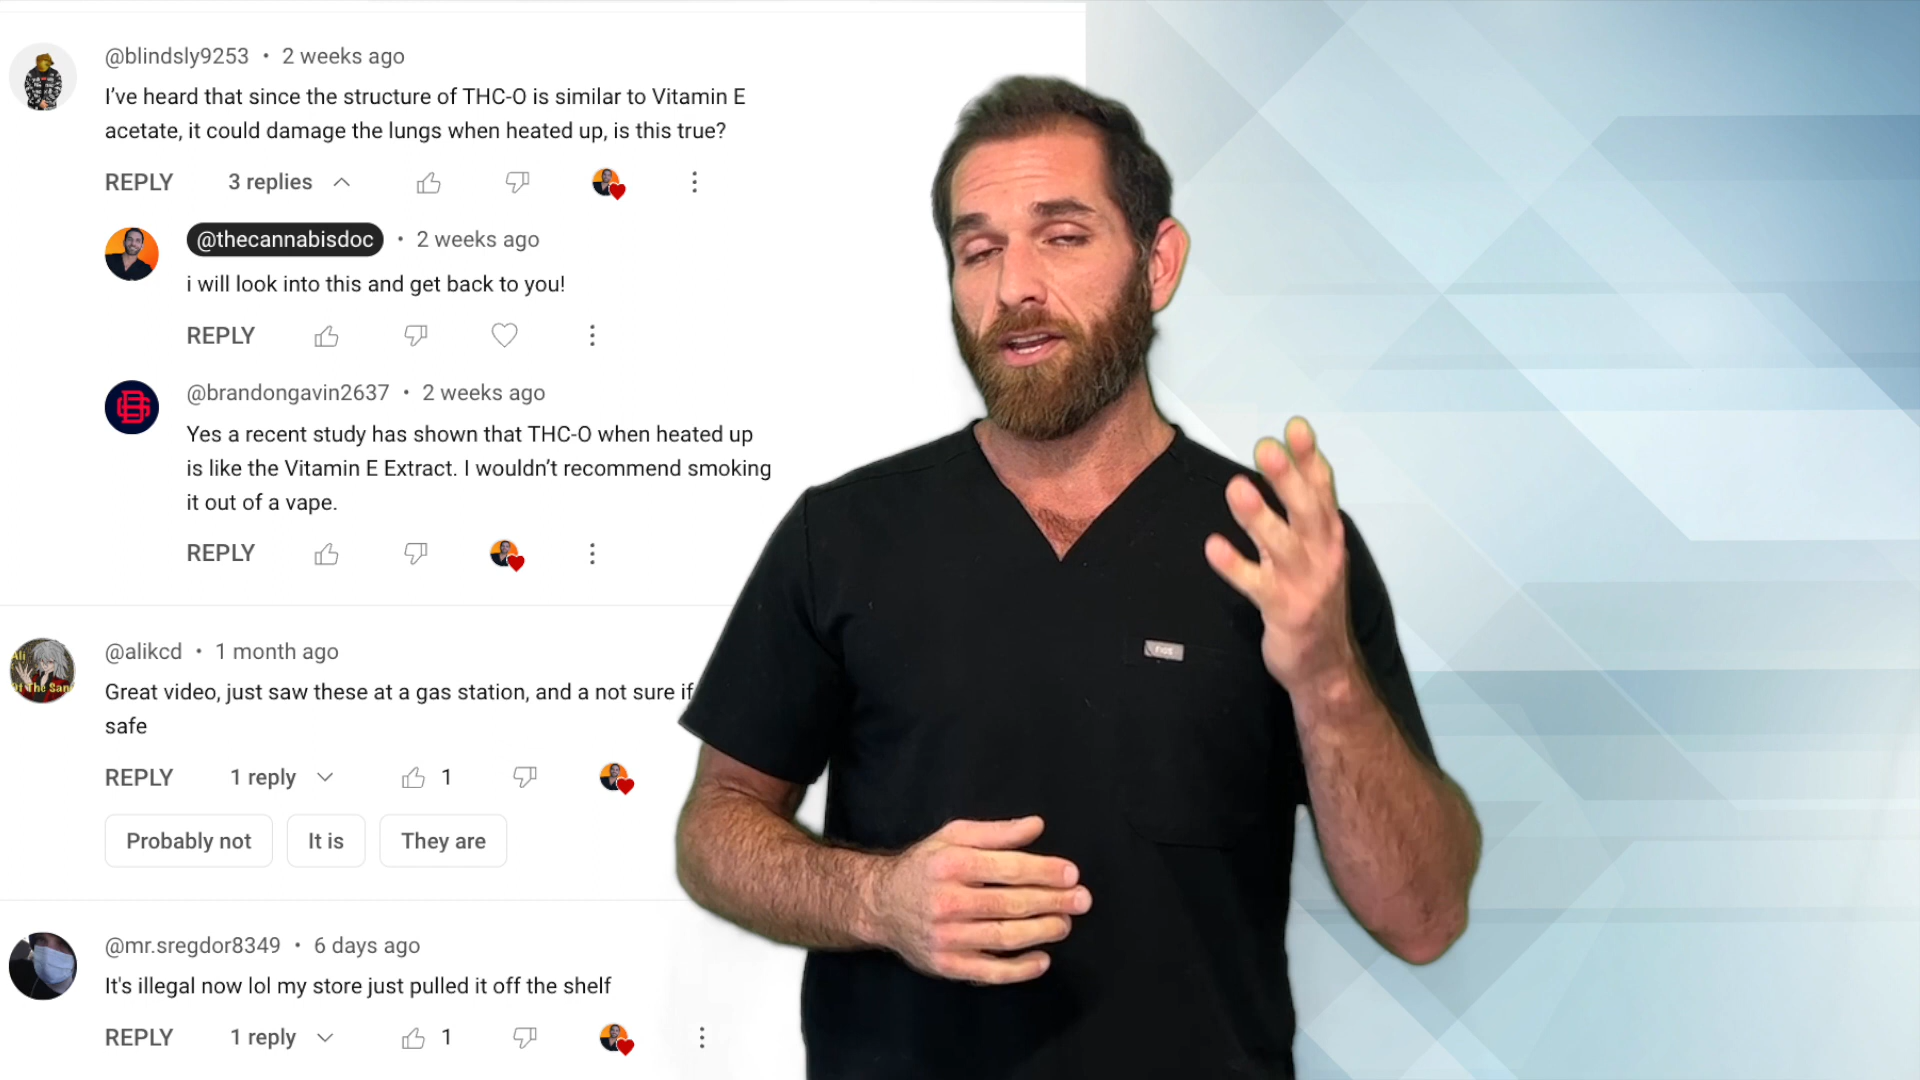 @blindsly9253 • 2 weeks ago
I've heard that since the structure of THC-O is similar to Vitamin E
acetate, it could damage the lungs when heated up, is this true?
REPLY 3 replies
@thecannabisdoc • 2 weeks ago
i will look into this and get back to you!
REPLY
@brandongavin2637 • 2 weeks ago
Yes a recent study has shown that THC-O when heated up
is like the Vitamin E Extract. I wouldn't recommend smoking
it out of a vape.
REPLY
@alikcd • 1 month ago
Great video, just saw these at a gas station, and a not sure if
safe
REPLY 1 reply 1
Probably not It is They are
@mr.sregdor8349 • 6 days ago
It's illegal now lol my store just pulled it off the shelf
REPLY 1 reply 1
FIGS